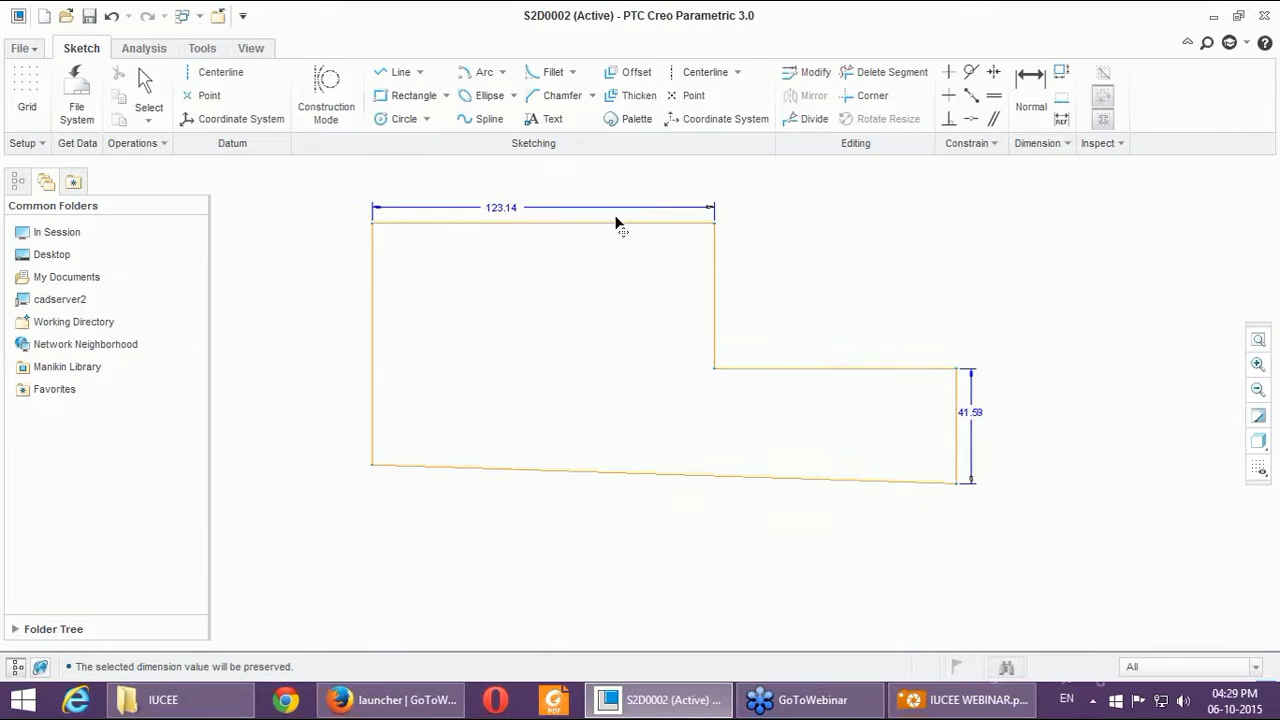 S2D0002 (Active) - PTC Creo Parametric 3.0
File Sketch Analysis Tools View
Grid
File System
Select
Centerline
Point
Coordinate System
Construction Mode
Line Arc Fillet Offset Centerline
Rectangle Ellipse Chamfer Thicken Point
Circle Spline Text Palette Coordinate System
Modify Delete Segment
Mirror Corner
Divide Rotate Resize
Normal
REF
Setup Get Data Operations Datum Sketching Editing Constrain Dimension Inspect
Common Folders
In Session
Desktop
My Documents
cadserver2
Working Directory
Network Neighborhood
Manikin Library
Favorites
Folder Tree
123.14
41.59
• The selected dimension value will be preserved.
All
IUCEE
launcher | GoToW...
PDF
S2D0002 (Active) ...
GoToWebinar
IUCEE WEBINAR.p...
EN
04:29 PM
06-10-2015